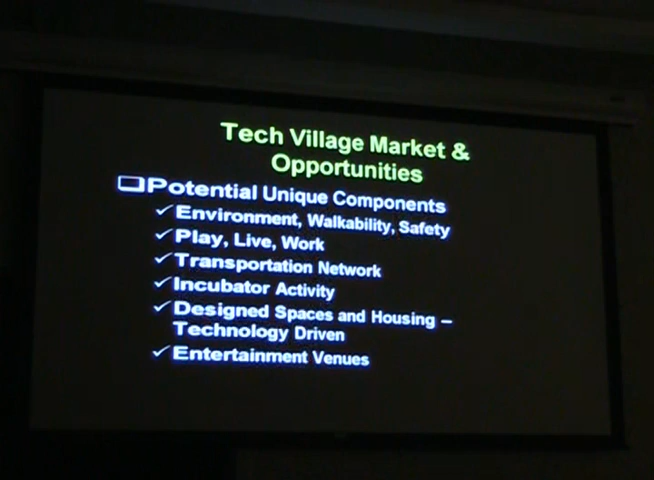 Tech Village Market &
Opportunities
Potential Unique Components
Environment, Walkability, Safety
Play, Live, Work
Transportation Network
Incubator Activity
Designed Spaces and Housing –
Technology Driven
Entertainment Venues